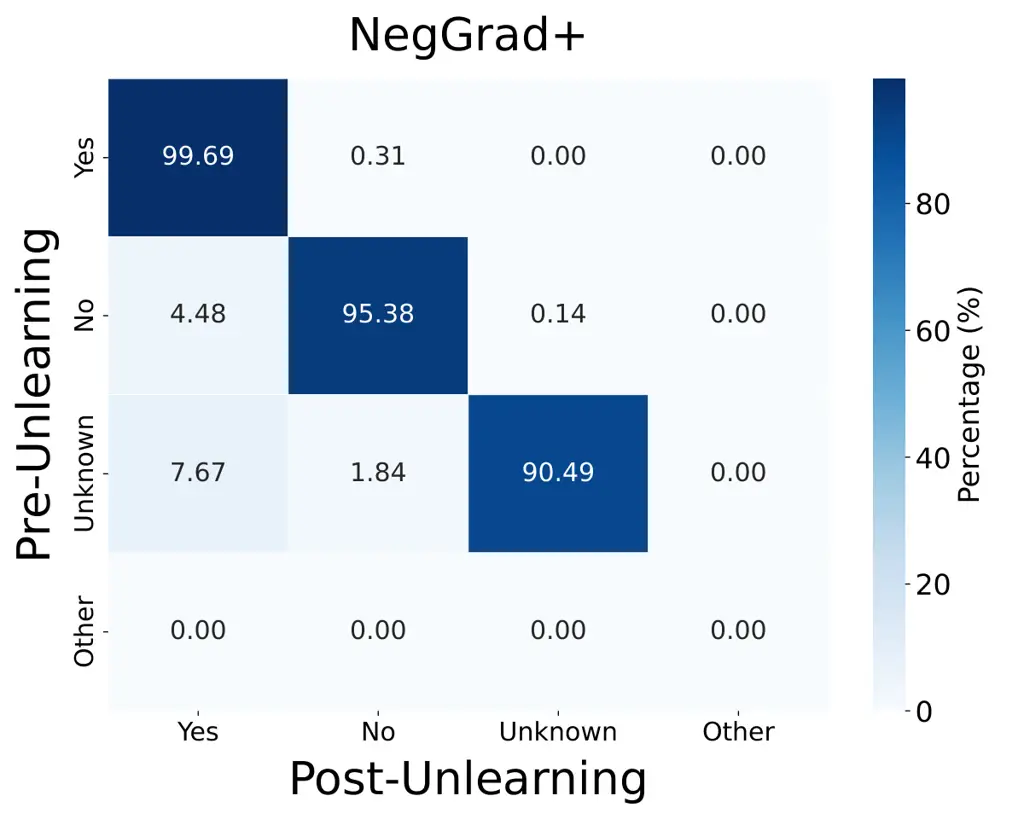 NegGrad+
Pre-Unlearning
Yes
99.69 0.31 0.00 0.00
No
4.48 95.38 0.14 0.00
Unknown
7.67 1.84 90.49 0.00
Other
0.00 0.00 0.00 0.00
Yes No Unknown Other
Post-Unlearning
80
60
40
20
0
Percentage (%)